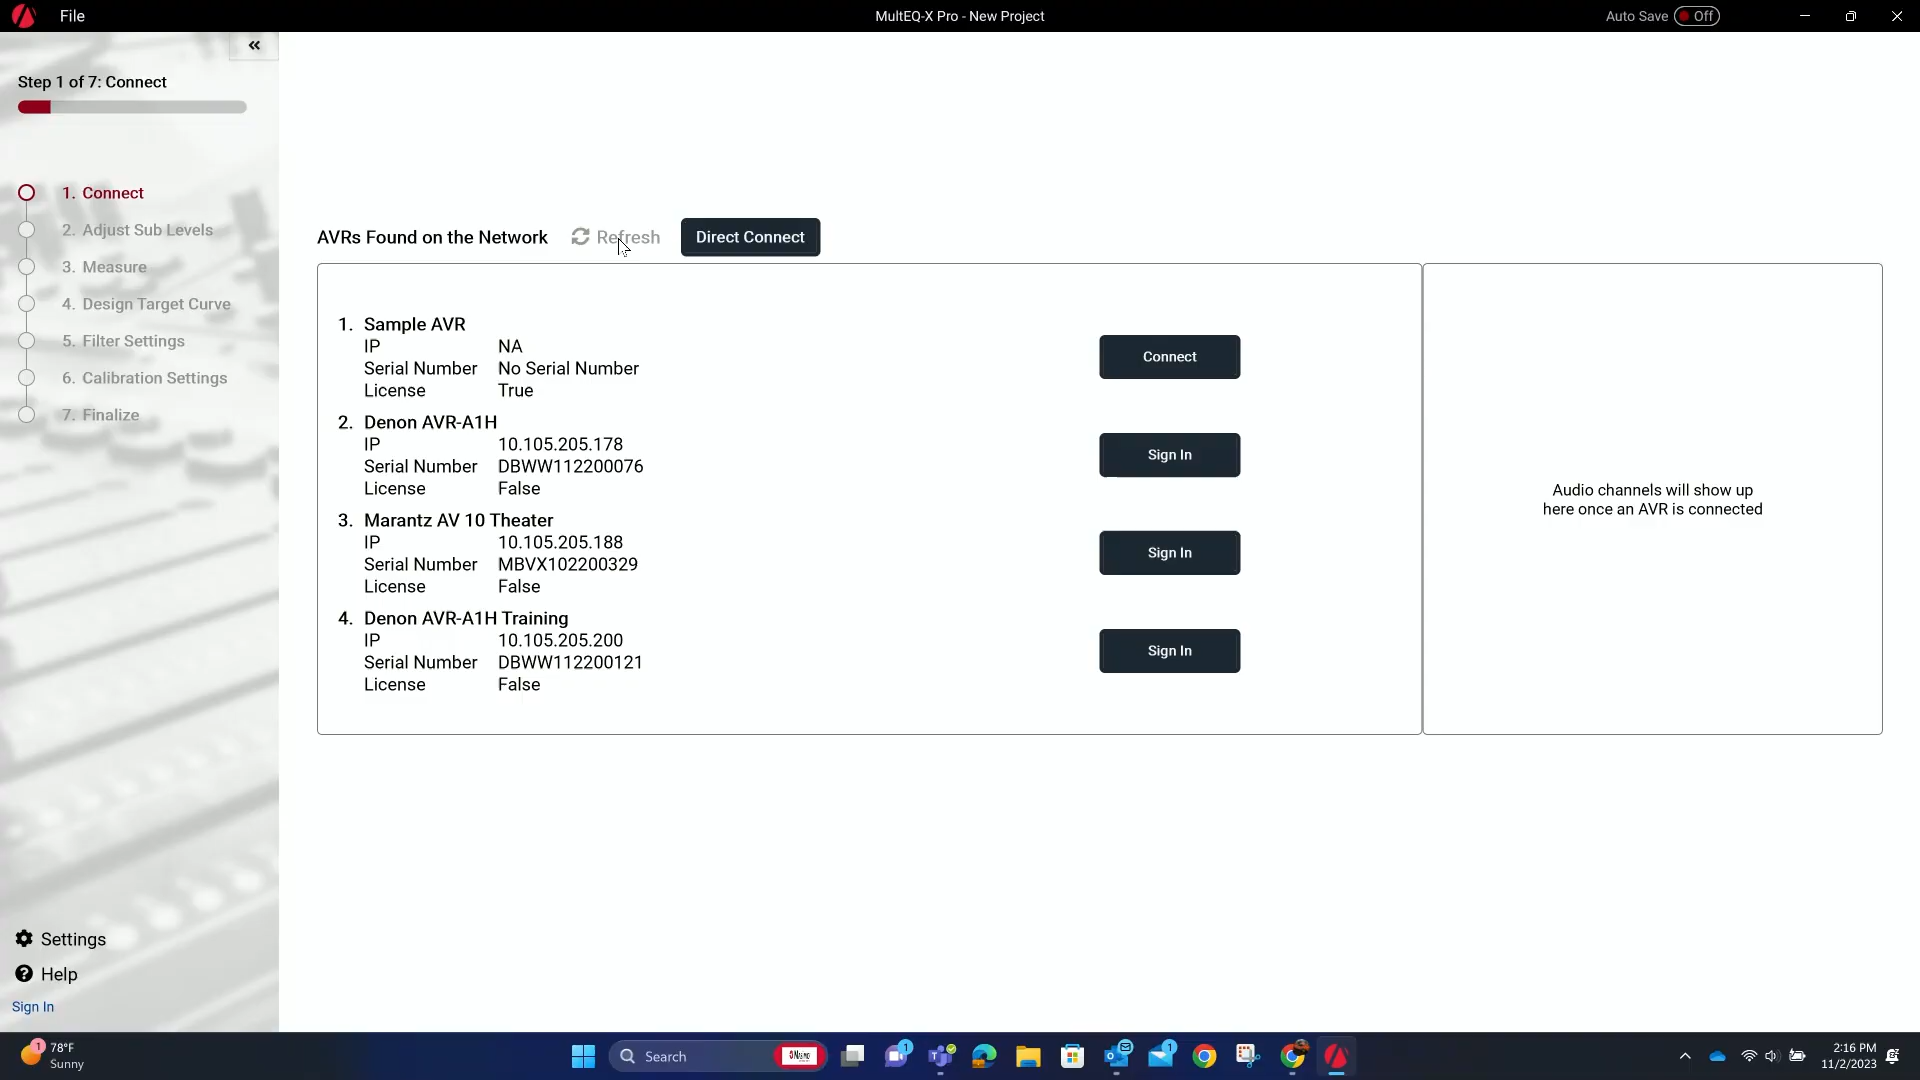 File
MultEQ-X Pro - New Project
Auto Save Off
«
Step 1 of 7: Connect
1. Connect
2. Adjust Sub Levels
3. Measure
4. Design Target Curve
5. Filter Settings
6. Calibration Settings
7. Finalize
Settings
Help
Sign In
AVRs Found on the Network Refresh Direct Connect
1. Sample AVR
IP NA
Serial Number No Serial Number
License True
Connect
2. Denon AVR-A1H
IP 10.105.205.178
Serial Number DBWW112200076
License False
Sign In
3. Marantz AV 10 Theater
IP 10.105.205.188
Serial Number MBVX102200329
License False
Sign In
4. Denon AVR-A1H Training
IP 10.105.205.200
Serial Number DBWW112200121
License False
Sign In
Audio channels will show up
here once an AVR is connected
1
78°F
Sunny
Search
1
1
2:16 PM
11/2/2023